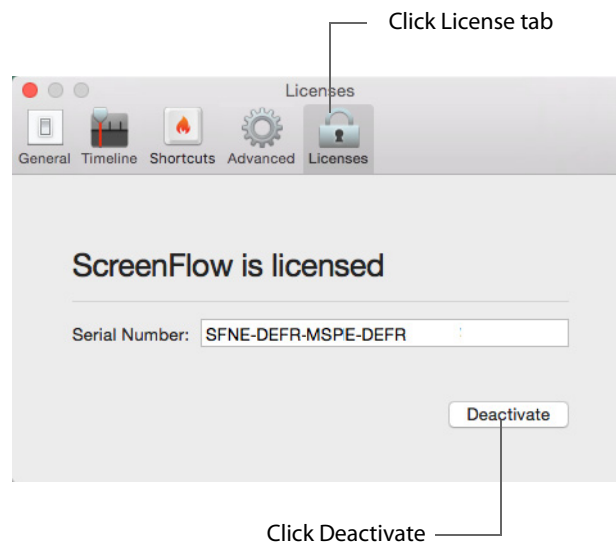 Click License tab
Licenses
General Timeline Shortcuts Advanced Licenses
ScreenFlow is licensed
Serial Number: SFNE-DEFR-MSPE-DEFR
Deactivate
Click Deactivate